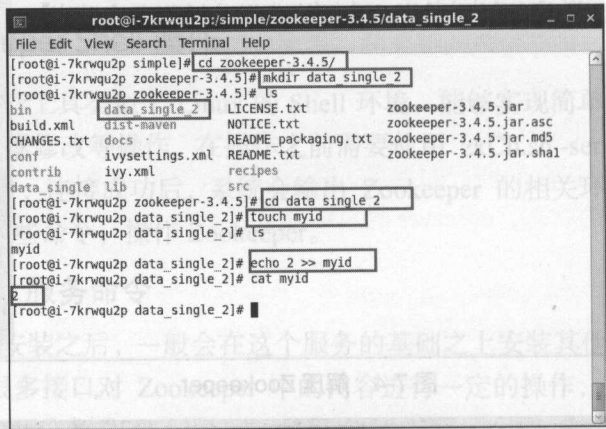 root@i-7krwqu2p:/simple/zookeeper-3.4.5/data_single_2
File Edit View Search Terminal Help
[root@i-7krwqu2p simple]# cd zookeeper-3.4.5/
[root@i-7krwqu2p zookeeper-3.4.5]# mkdir data_single_2
[root@i-7krwqu2p zookeeper-3.4.5]# ls
bin data_single_2 LICENSE.txt zookeeper-3.4.5.jar
build.xml dist-maven NOTICE.txt zookeeper-3.4.5.jar.asc
CHANGES.txt docs README_packaging.txt zookeeper-3.4.5.jar.md5
conf ivysettings.xml README.txt zookeeper-3.4.5.jar.sha1
contrib ivy.xml recipes
data_single lib src
[root@i-7krwqu2p zookeeper-3.4.5]# cd data_single_2
[root@i-7krwqu2p data_single_2]# touch myid
[root@i-7krwqu2p data_single_2]# ls
myid
[root@i-7krwqu2p data_single_2]# echo 2 >> myid
[root@i-7krwqu2p data_single_2]# cat myid
2
[root@i-7krwqu2p data_single_2]#